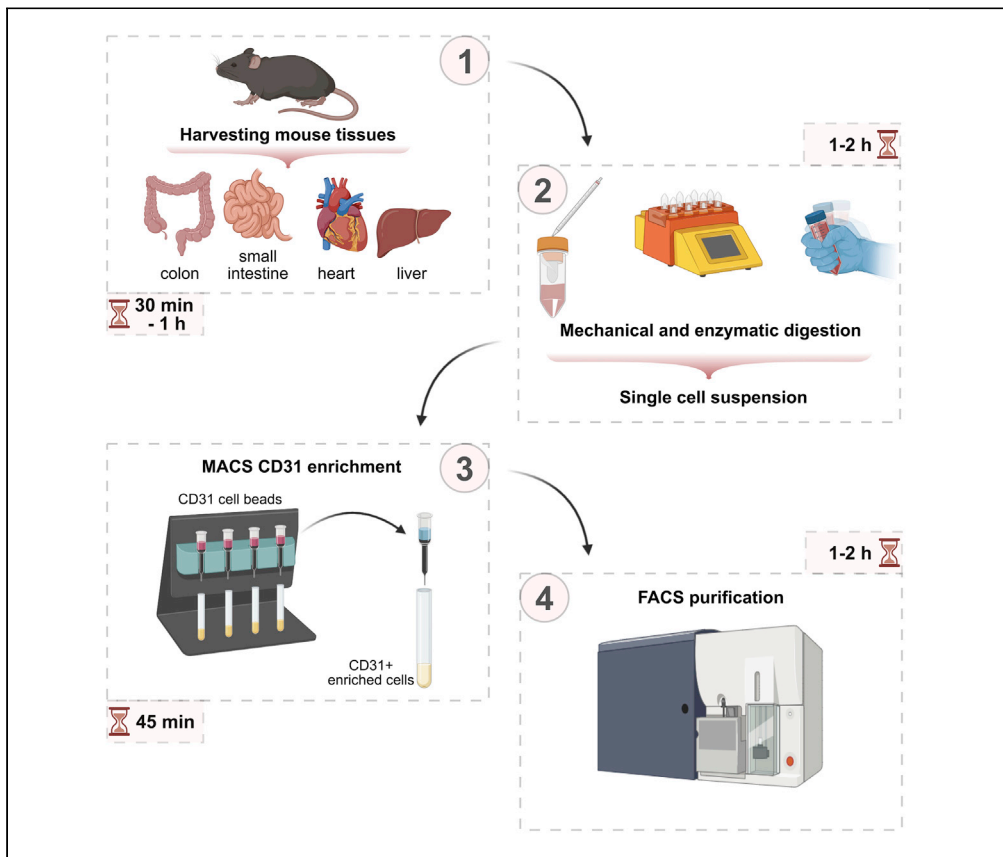 1
Harvesting mouse tissues
colon
small
intestine
heart
liver
30 min
- 1 h
1-2 h
2
Mechanical and enzymatic digestion
Single cell suspension
MACS CD31 enrichment
3
CD31 cell beads
CD31+
enriched cells
45 min
1-2 h
4
FACS purification